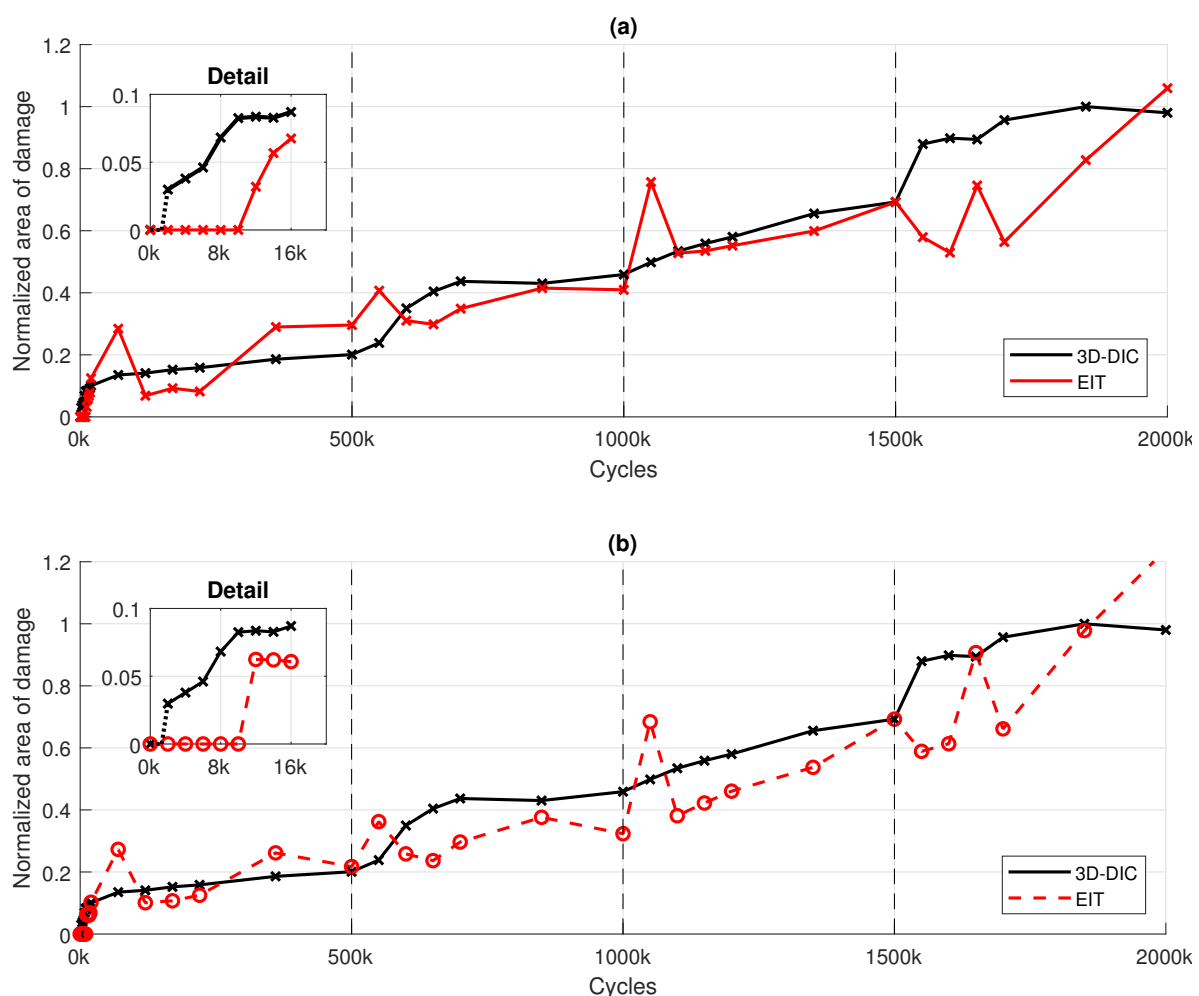 (a)
Normalized area of damage
1.2
1
0.8
0.6
0.4
0.2
0
Detail
0.1
0.05
0
0k 8k 16k
3D-DIC
EIT
0k 500k 1000k 1500k 2000k
Cycles
(b)
Normalized area of damage
1.2
1
0.8
0.6
0.4
0.2
0
Detail
0.1
0.05
0
0k 8k 16k
3D-DIC
EIT
0k 500k 1000k 1500k 2000k
Cycles